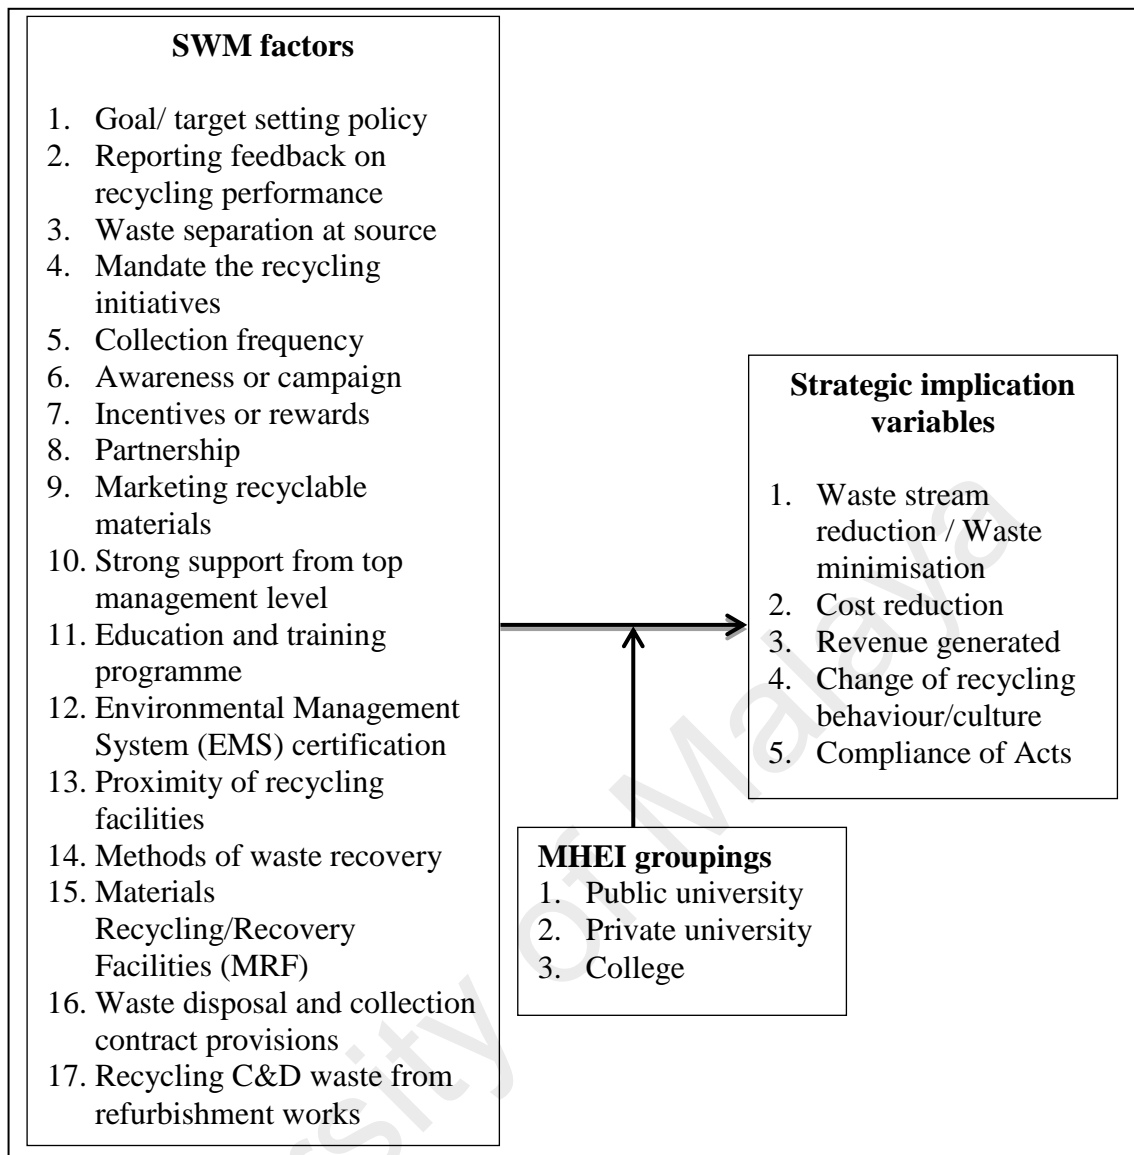 SWM factors
1. Goal/ target setting policy
2. Reporting feedback on
recycling performance
3. Waste separation at source
4. Mandate the recycling
initiatives
5. Collection frequency
6. Awareness or campaign
7. Incentives or rewards
8. Partnership
9. Marketing recyclable
materials
10. Strong support from top
management level
11. Education and training
programme
12. Environmental Management
System (EMS) certification
13. Proximity of recycling
facilities
14. Methods of waste recovery
15. Materials
Recycling/Recovery
Facilities (MRF)
16. Waste disposal and collection
contract provisions
17. Recycling C&D waste from
refurbishment works
Strategic implication
variables
1. Waste stream
reduction / Waste
minimisation
2. Cost reduction
3. Revenue generated
4. Change of recycling
behaviour/culture
5. Compliance of Acts
MHEI groupings
1. Public university
2. Private university
3. College
ersity of Malaya